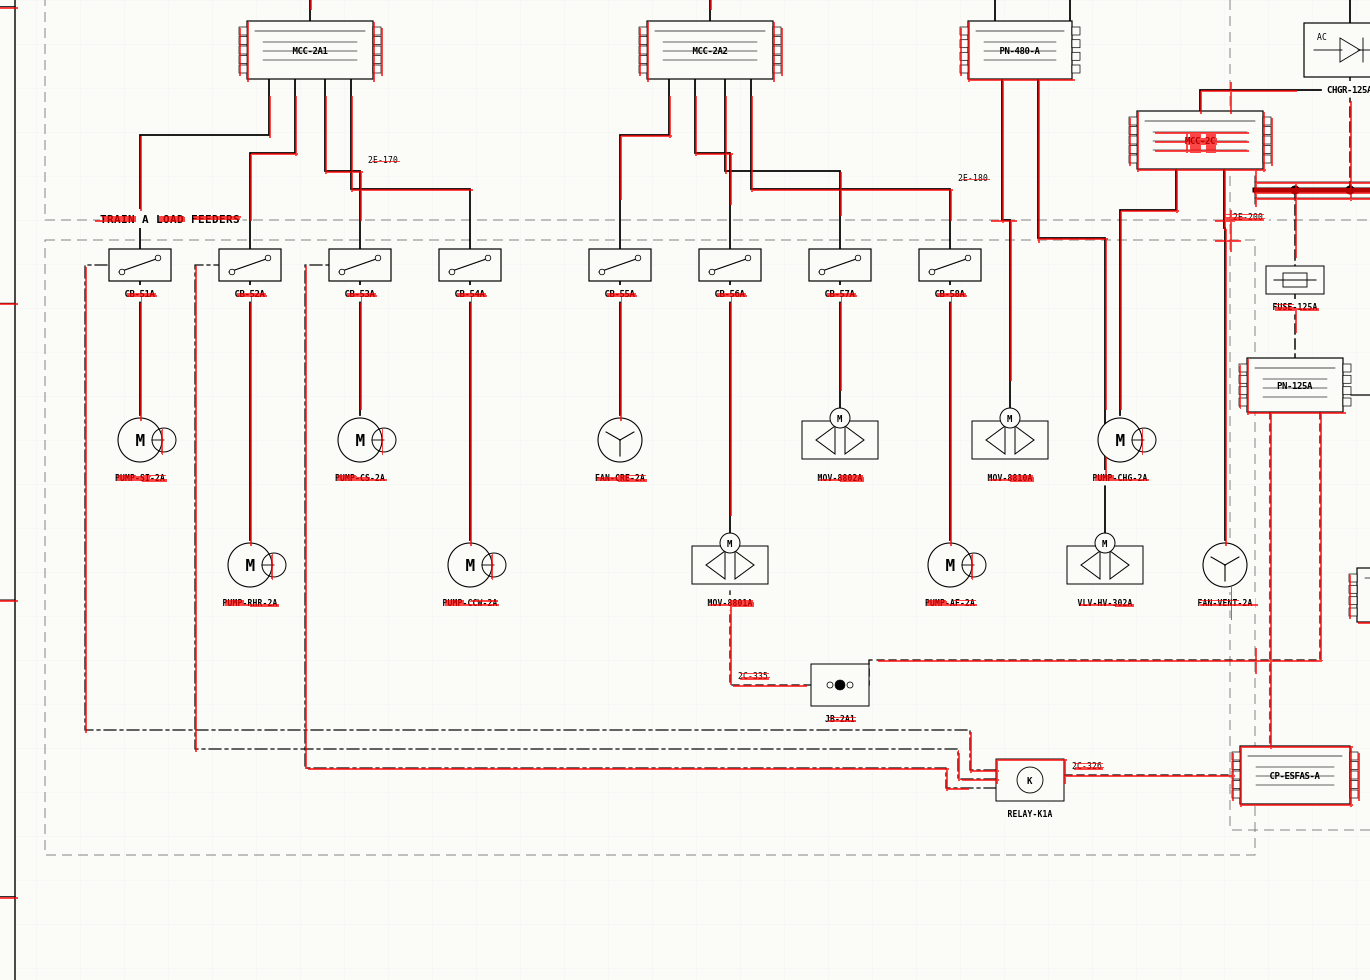 MCC-2A1
MCC-2A2
PN-480-A
AC
CHGR-125A
MCC-2C
2E-170
2E-180
2E-200
TRAIN A LOAD FEEDERS
CB-51A
CB-52A
CB-53A
CB-54A
CB-55A
CB-56A
CB-57A
CB-58A
FUSE-125A
PN-125A
M
M
M
M
M
PUMP-SI-2A
PUMP-CS-2A
FAN-CRF-2A
MOV-8802A
MOV-8810A
PUMP-CHG-2A
M
M
M
M
M
PUMP-RHR-2A
PUMP-CCW-2A
MOV-8801A
PUMP-AF-2A
VLV-HV-302A
FAN-VENT-2A
2C-335
JB-2A1
K
RELAY-K1A
2C-326
CP-ESFAS-A